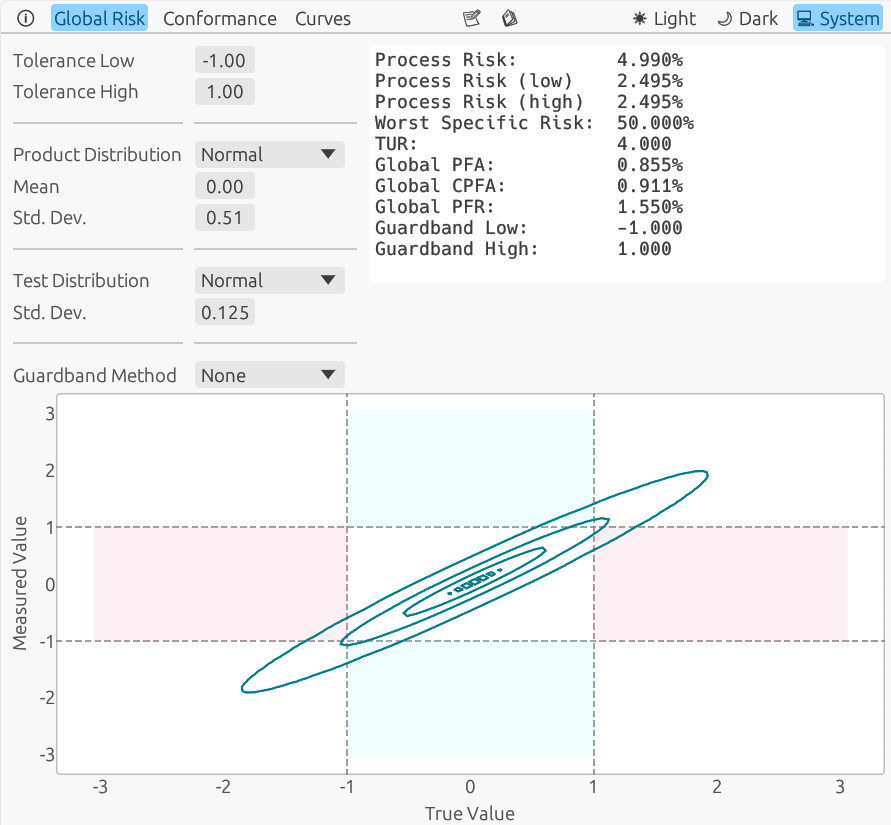 Global Risk Conformance Curves Light Dark System
Tolerance Low -1.00
Tolerance High 1.00
Product Distribution Normal
Mean 0.00
Std. Dev. 0.51
Test Distribution Normal
Std. Dev. 0.125
Guardband Method None
Process Risk: 4.990%
Process Risk (low) 2.495%
Process Risk (high) 2.495%
Worst Specific Risk: 50.000%
TUR: 4.000
Global PFA: 0.855%
Global CPFA: 0.911%
Global PFR: 1.550%
Guardband Low: -1.000
Guardband High: 1.000
Measured Value
3
2
1
0
-1
-2
-3
-3 -2 -1 0 1 2 3
True Value